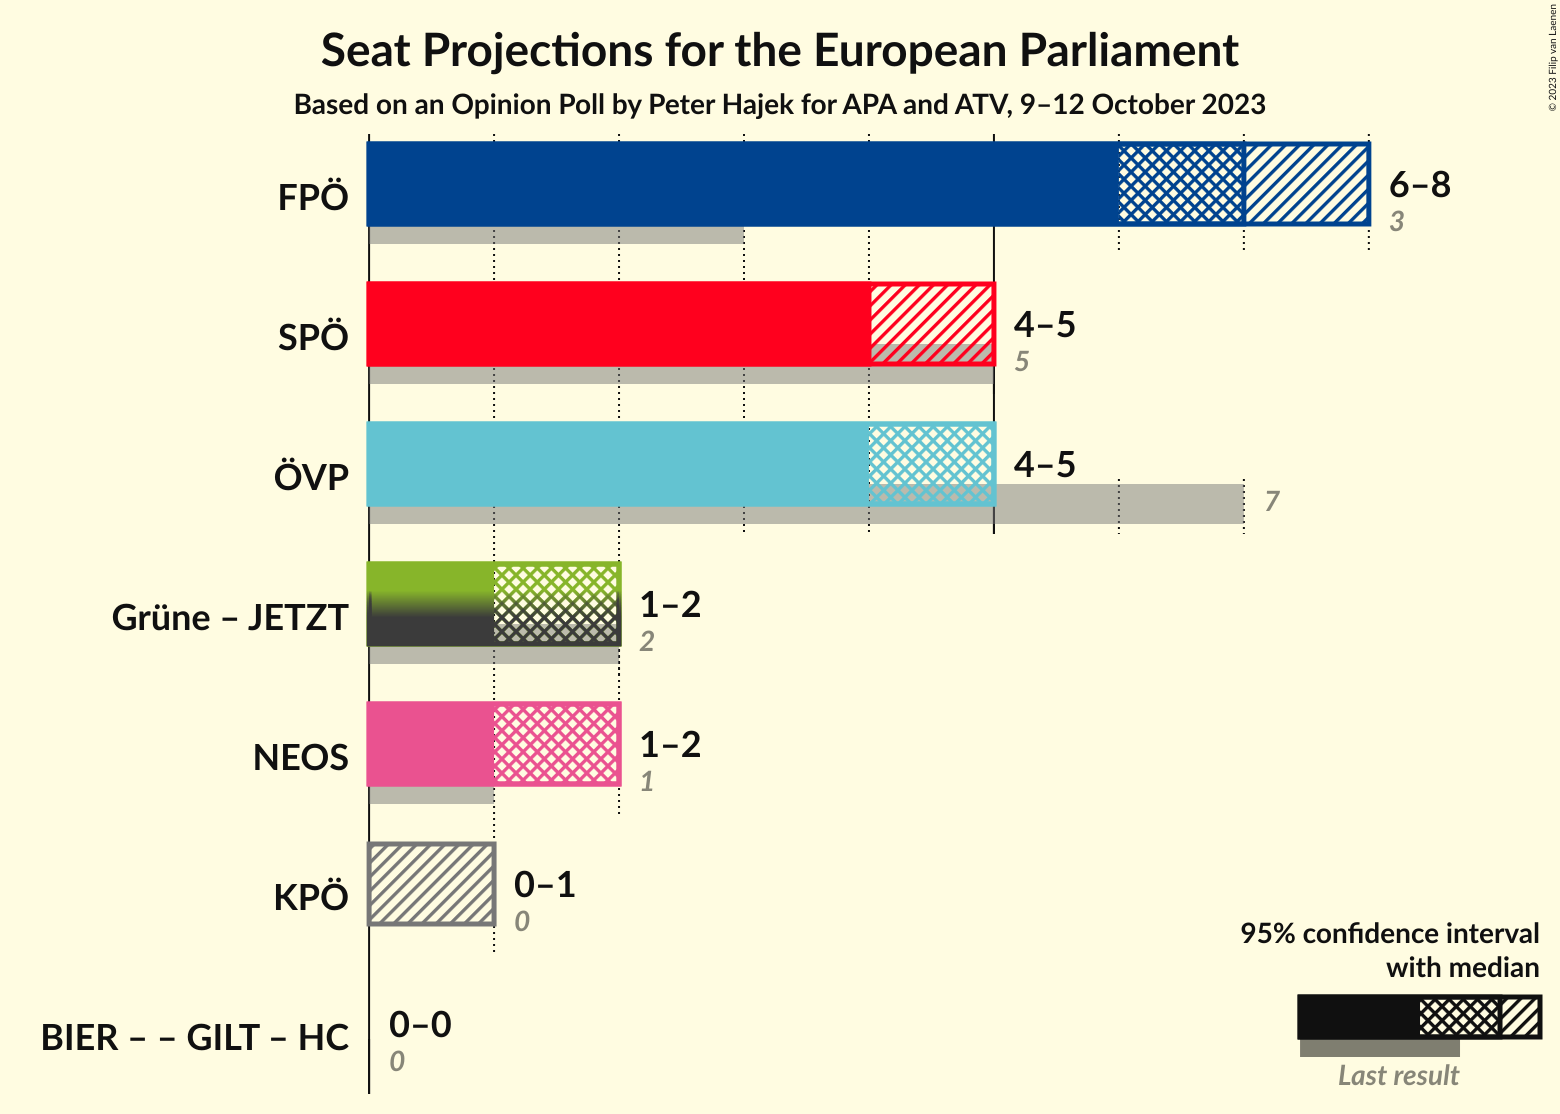 Seat Projections for the European Parliament
Based on an Opinion Poll by Peter Hajek for APA and ATV, 9–12 October 2023
© 2023 Filip van Laenen
FPÖ
6–8
3
SPÖ
4–5
5
ÖVP
4–5
7
Grüne – JETZT
1–2
2
NEOS
1–2
1
KPÖ
0–1
0
BIER – – GILT – HC
0–0
0
95% confidence interval
with median
Last result